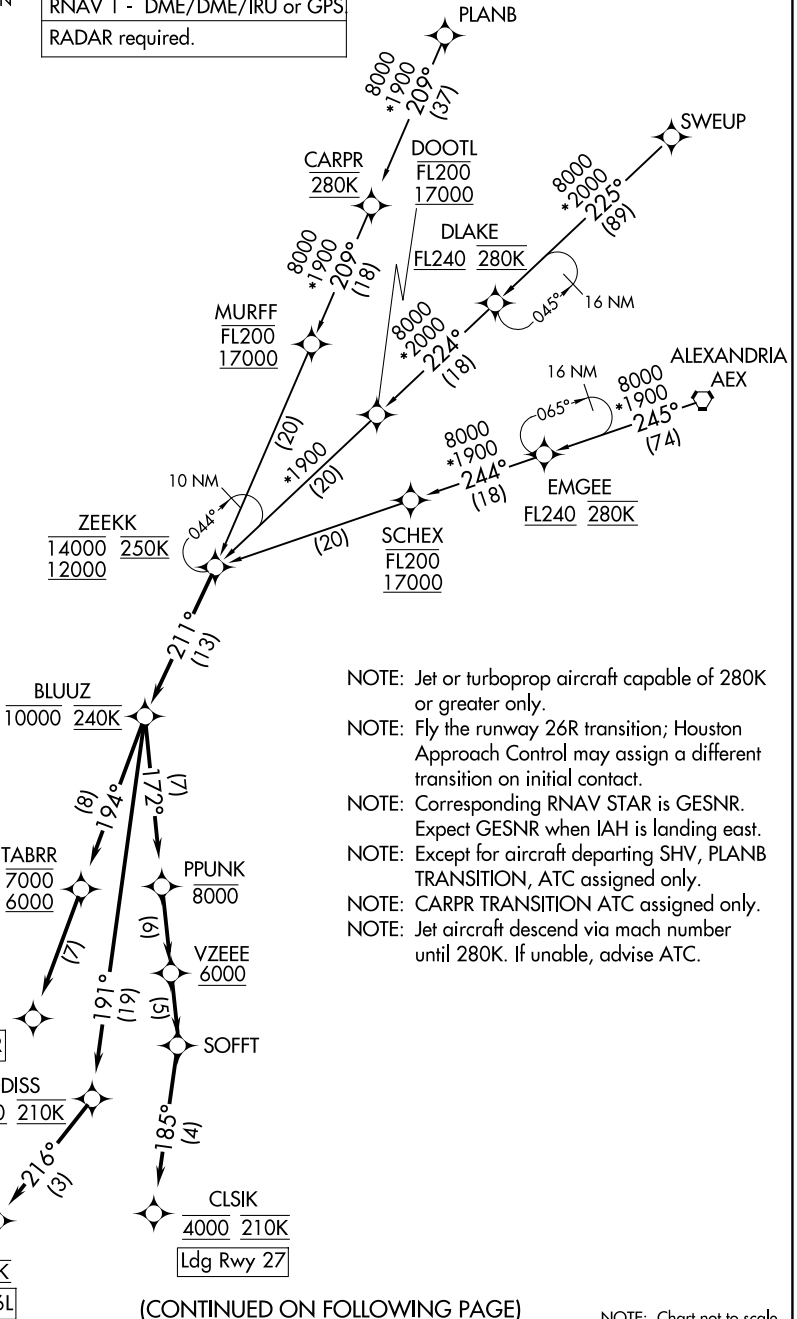 N
RNAV 1 - DME/DME/IRU or GPS.
RADAR required.
PLANB
8000
*1900
209°
(37)
SWEUP
8000
*2000
225°
(89)
CARPR
280K
DOOTL
FL200
17000
DLAKE
FL240 280K
045°
16 NM
8000
*1900
209°
(18)
MURFF
FL200
17000
8000
*2000
224°
(18)
ALEXANDRIA
AEX
16 NM
065°
8000
*1900
245°
(74)
8000
*1900
244°
(18)
EMGEE
FL240 280K
(20)
*1900
(20)
10 NM
044°
ZEEKK
14000 250K
12000
(20)
SCHEX
FL200
17000
211°
(13)
BLUUZ
10000 240K
NOTE: Jet or turboprop aircraft capable of 280K
or greater only.
NOTE: Fly the runway 26R transition; Houston
Approach Control may assign a different
transition on initial contact.
NOTE: Corresponding RNAV STAR is GESNR.
Expect GESNR when IAH is landing east.
NOTE: Except for aircraft departing SHV, PLANB
TRANSITION, ATC assigned only.
NOTE: CARPR TRANSITION ATC assigned only.
NOTE: Jet aircraft descend via mach number
until 280K. If unable, advise ATC.
(8)
194°
172°
(7)
TABRR
7000
6000
PPUNK
8000
(7)
(6)
VZEEE
6000
191°
(19)
(5)
SOFFT
R
DISS
0 210K
185°
(4)
216°
(3)
CLSIK
4000 210K
Ldg Rwy 27
K
6L
(CONTINUED ON FOLLOWING PAGE)
NOTE: Chart not to scale